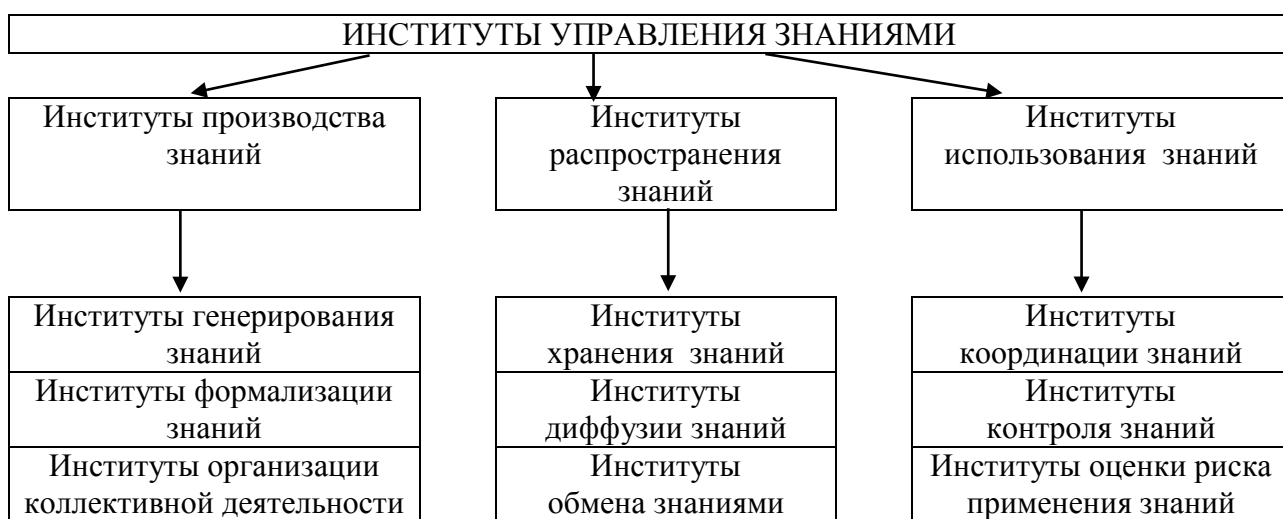 ИНСТИТУТЫ УПРАВЛЕНИЯ ЗНАНИЯМИ
Институты производства
знаний
Институты
распространения
знаний
Институты
использования знаний
Институты генерирования
знаний
Институты формализации
знаний
Институты организации
коллективной деятельности
Институты
хранения знаний
Институты
диффузии знаний
Институты
обмена знаниями
Институты
координации знаний
Институты
контроля знаний
Институты оценки риска
применения знаний